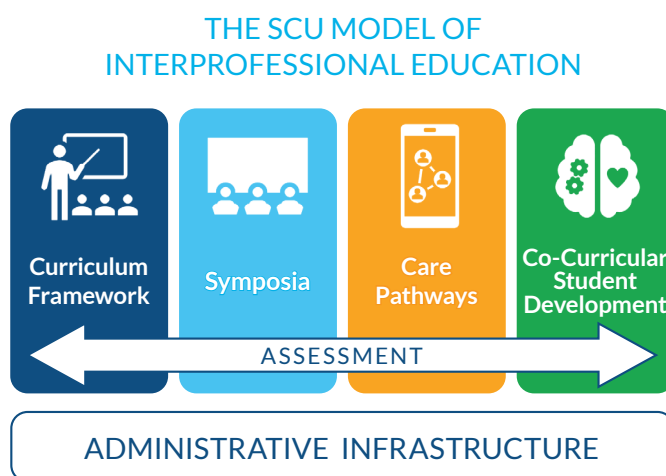 THE SCU MODEL OF
INTERPROFESSIONAL EDUCATION
Curriculum
Framework
Symposia
Care
Pathways
Co-Curricular
Student
Development
ASSESSMENT
ADMINISTRATIVE INFRASTRUCTURE